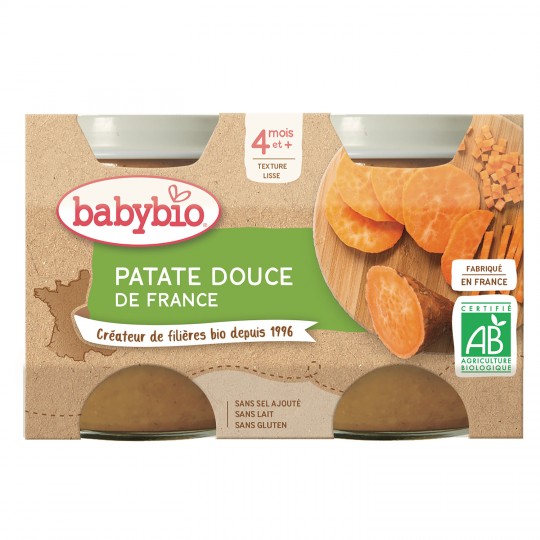 4 mois et +
TEXTURE
LISSE
babybio
PATATE DOUCE
DE FRANCE
Créateur de filières bio depuis 1996
FABRIQUÉ
EN FRANCE
CERTIFIÉ
AB
AGRICULTURE
BIOLOGIQUE
SANS SEL AJOUTÉ
SANS LAIT
SANS GLUTEN